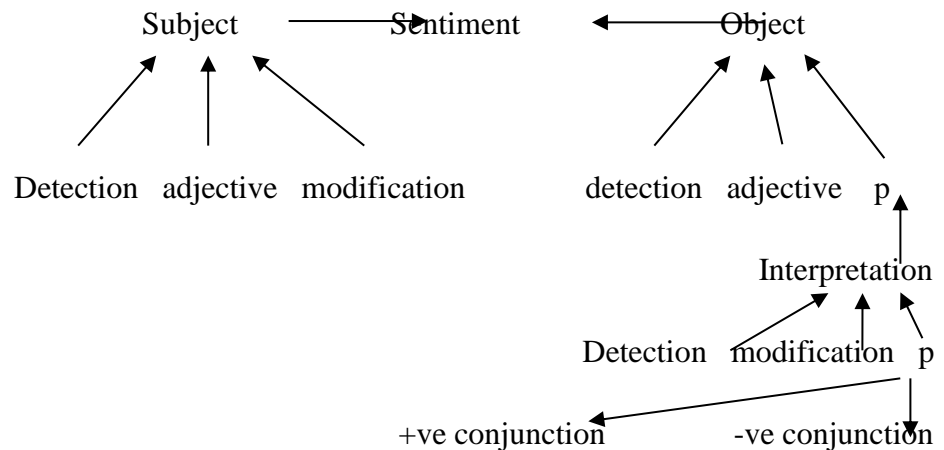 Subject Sentiment Object
Detection adjective modification detection adjective p
Interpretation
Detection modification p
+ve conjunction -ve conjunction